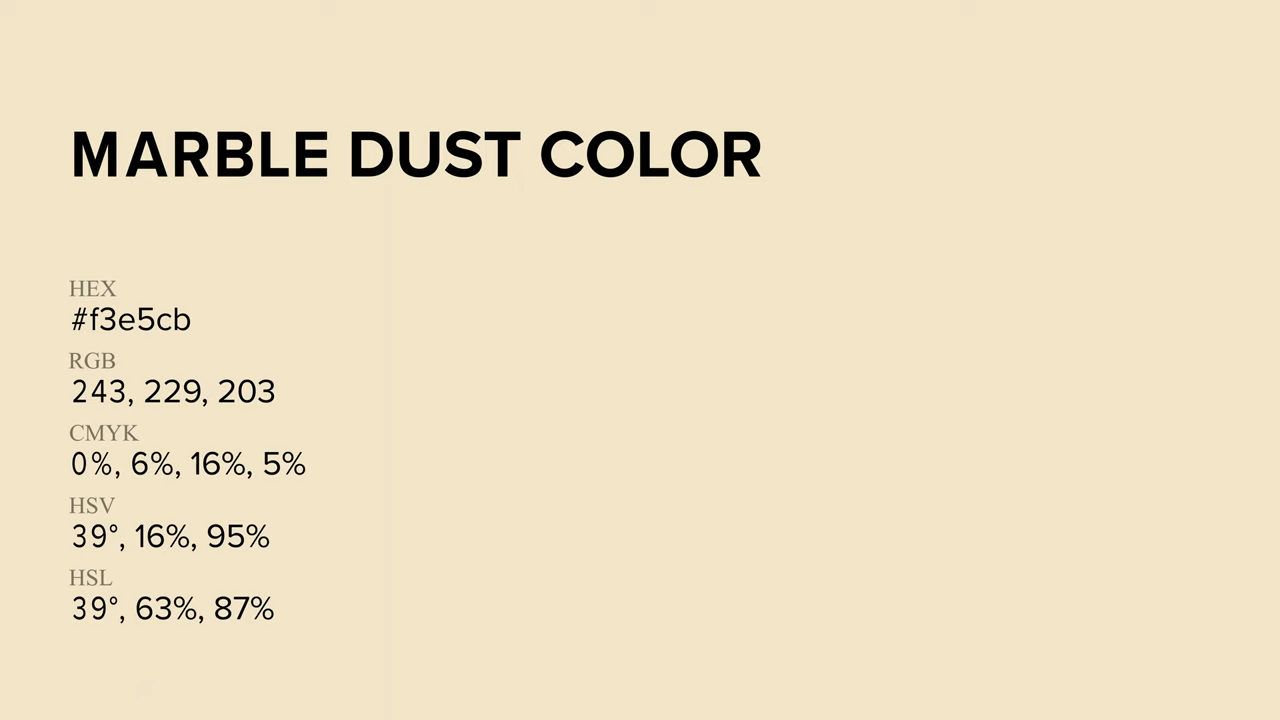 MARBLE DUST COLOR
HEX
#f3e5cb
RGB
243, 229, 203
CMYK
0%, 6%, 16%, 5%
HSV
39°, 16%, 95%
HSL
39°, 63%, 87%